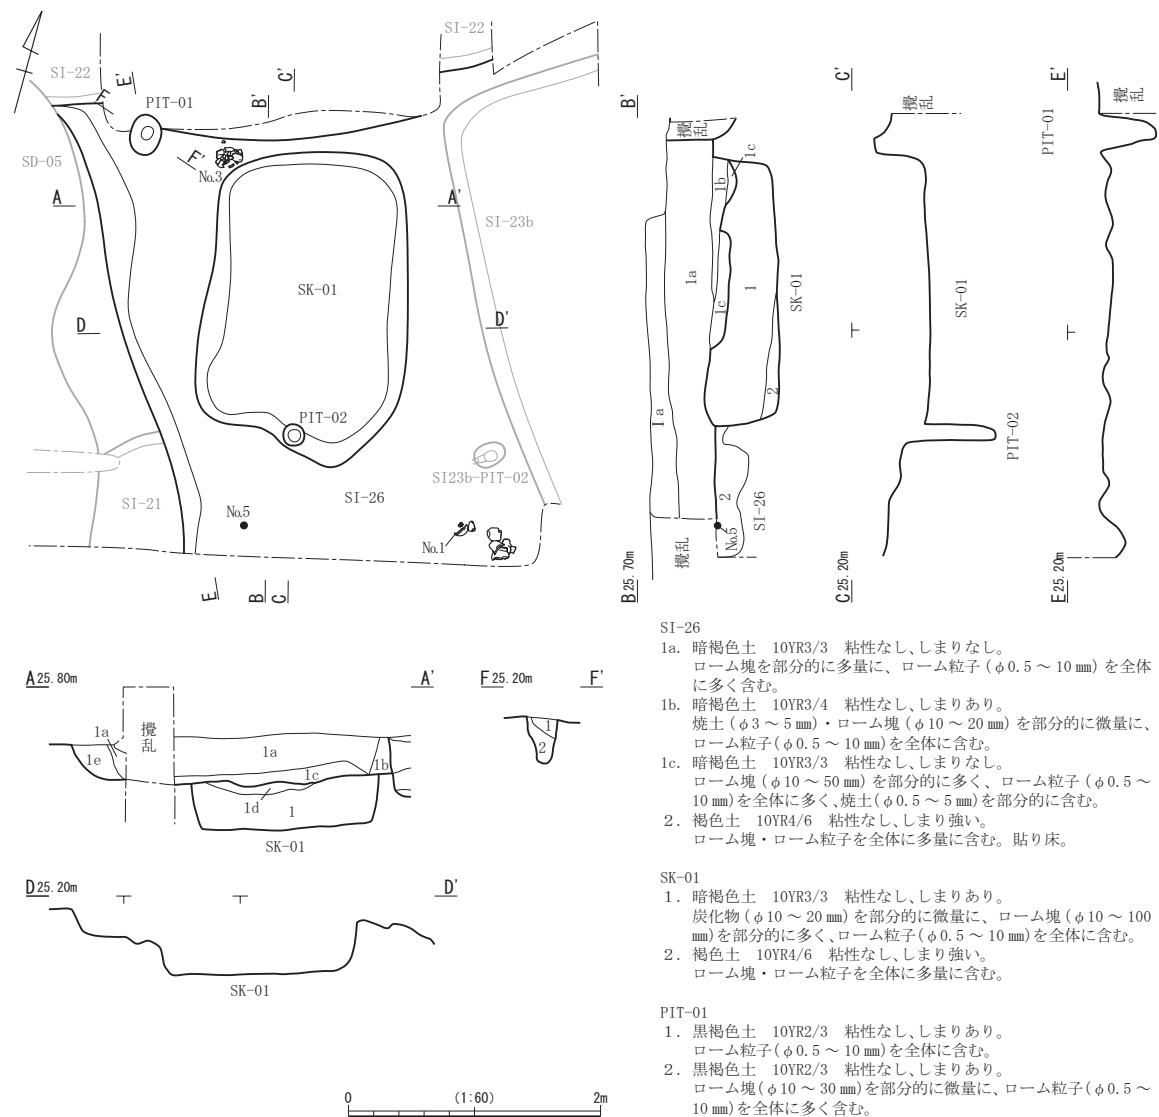 SI-22
SI-22
E'
F
C'
B'
PIT-01
SD-05
F'
No.3
A
A'
SI-23b
SK-01
D
D'
PIT-02
SI23b-PIT-02
SI-21
SI-26
No.5
No.1
E
B
C
B'
攪乱
1c
1b
1a
1c
1
SK-01
2
Ia
2
SI-26
No.5
攪乱
B 25.70m
C'
攪乱
SK-01
PIT-02
C 25.20m
E'
攪乱
PIT-01
E 25.20m
A 25.80m
A'
攪乱
1a
1e
1a
1b
1c
1d
1
SK-01
F 25.20m
F'
1
2
D 25.20m
D'
SK-01
0
(1:60)
2m
SI-26
1a. 暗褐色土 10YR3/3 粘性なし、しまりなし。
ローム塊を部分的に多量に、ローム粒子(φ0.5～10㎜)を全体
に多く含む。
1b. 暗褐色土 10YR3/4 粘性なし、しまりあり。
焼土(φ3～5㎜)・ローム塊(φ10～20㎜)を部分的に微量に、
ローム粒子(φ0.5～10㎜)を全体に含む。
1c. 暗褐色土 10YR3/3 粘性なし、しまりなし。
ローム塊(φ10～50㎜)を部分的に多く、ローム粒子(φ0.5～
10㎜)を全体に多く、焼土(φ0.5～5㎜)を部分的に含む。
2. 褐色土 10YR4/6 粘性なし、しまり強い。
ローム塊・ローム粒子を全体に多量に含む。貼り床。
SK-01
1. 暗褐色土 10YR3/3 粘性なし、しまりあり。
炭化物(φ10～20㎜)を部分的に微量に、ローム塊(φ10～100
㎜)を部分的に多く、ローム粒子(φ0.5～10㎜)を全体に含む。
2. 褐色土 10YR4/6 粘性なし、しまり強い。
ローム塊・ローム粒子を全体に多量に含む。
PIT-01
1. 黒褐色土 10YR2/3 粘性なし、しまりあり。
ローム粒子(φ0.5～10㎜)を全体に含む。
2. 黒褐色土 10YR2/3 粘性なし、しまりあり。
ローム塊(φ10～30㎜)を部分的に微量に、ローム粒子(φ0.5～
10㎜)を全体に多く含む。